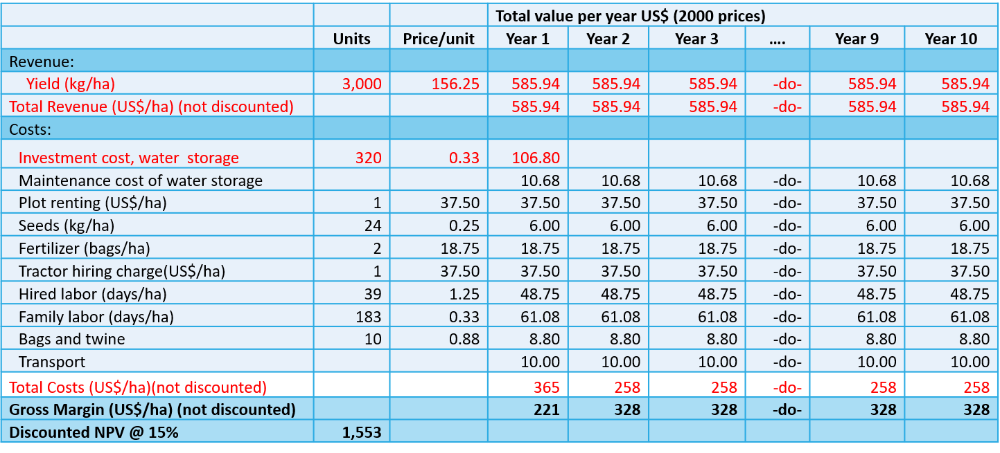 Total value per year US$ (2000 prices)
Units Price/unit Year 1 Year 2 Year 3 .... Year 9 Year 10
Revenue:
Yield (kg/ha) 3,000 156.25 585.94 585.94 585.94 -do- 585.94 585.94
Total Revenue (US$/ha) (not discounted) 585.94 585.94 585.94 -do- 585.94 585.94
Costs:
Investment cost, water storage 320 0.33 106.80
Maintenance cost of water storage 10.68 10.68 10.68 -do- 10.68 10.68
Plot renting (US$/ha) 1 37.50 37.50 37.50 37.50 -do- 37.50 37.50
Seeds (kg/ha) 24 0.25 6.00 6.00 6.00 -do- 6.00 6.00
Fertilizer (bags/ha) 2 18.75 18.75 18.75 18.75 -do- 18.75 18.75
Tractor hiring charge(US$/ha) 1 37.50 37.50 37.50 37.50 -do- 37.50 37.50
Hired labor (days/ha) 39 1.25 48.75 48.75 48.75 -do- 48.75 48.75
Family labor (days/ha) 183 0.33 61.08 61.08 61.08 -do- 61.08 61.08
Bags and twine 10 0.88 8.80 8.80 8.80 -do- 8.80 8.80
Transport 10.00 10.00 10.00 -do- 10.00 10.00
Total Costs (US$/ha)(not discounted) 365 258 258 -do- 258 258
Gross Margin (US$/ha) (not discounted) 221 328 328 -do- 328 328
Discounted NPV @ 15% 1,553